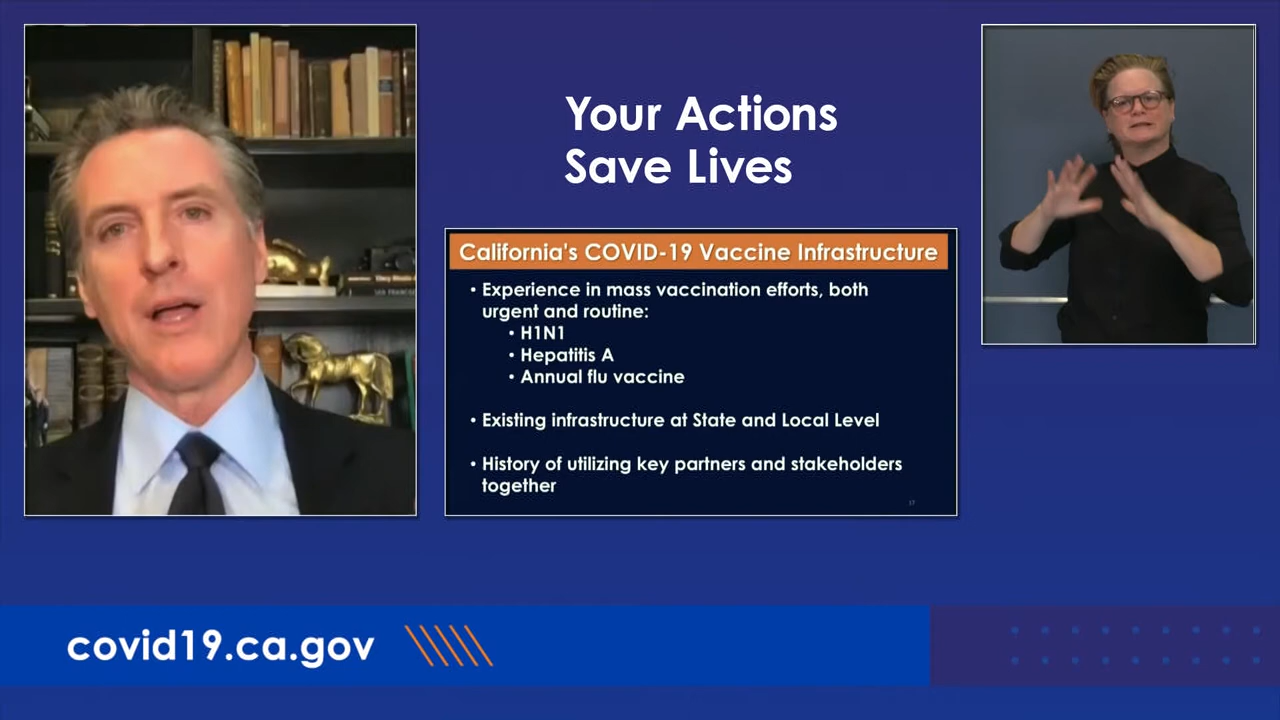 Your Actions
Save Lives
California's COVID-19 Vaccine Infrastructure
• Experience in mass vaccination efforts, both
urgent and routine:
• H1N1
• Hepatitis A
• Annual flu vaccine
• Existing infrastructure at State and Local Level
• History of utilizing key partners and stakeholders
together
17
covid19.ca.gov